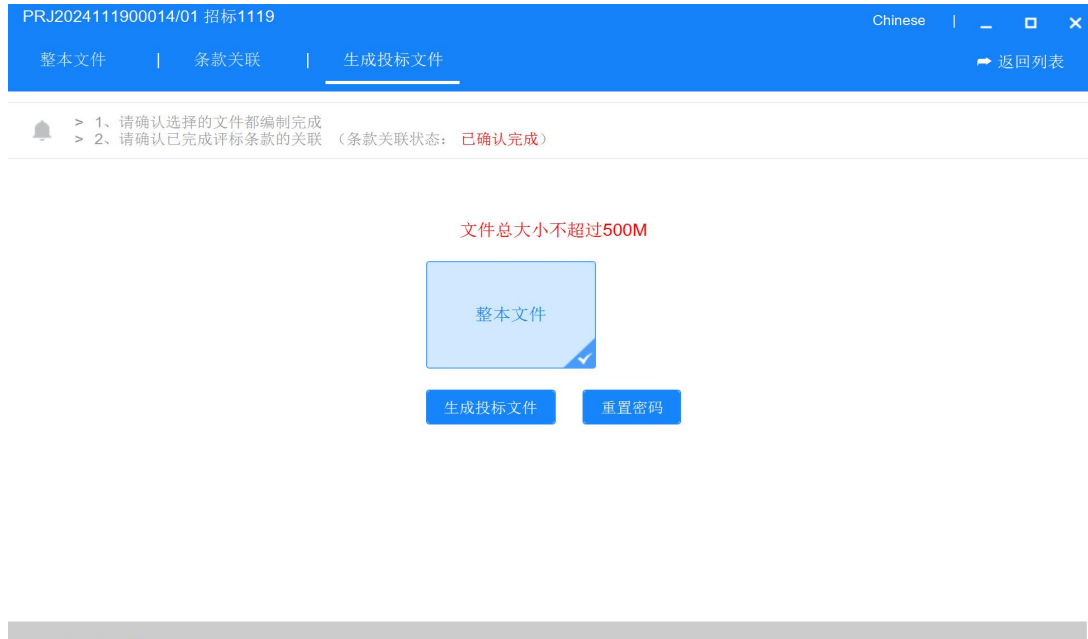 PRJ2024111900014/01 招标1119
Chinese |
整本文件 | 条款关联 | 生成投标文件 返回列表
> 1、请确认选择的文件都编制完成
> 2、请确认已完成评标条款的关联 （条款关联状态： 已确认完成）
文件总大小不超过500M
整本文件
生成投标文件 重置密码